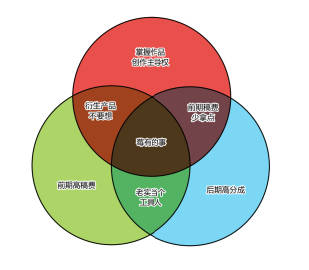 掌握作品
创作主导权
衍生产品
不要想
前期稿费
少拿点
莓有的事
前期高稿费
老实当个
工具人
后期高分成